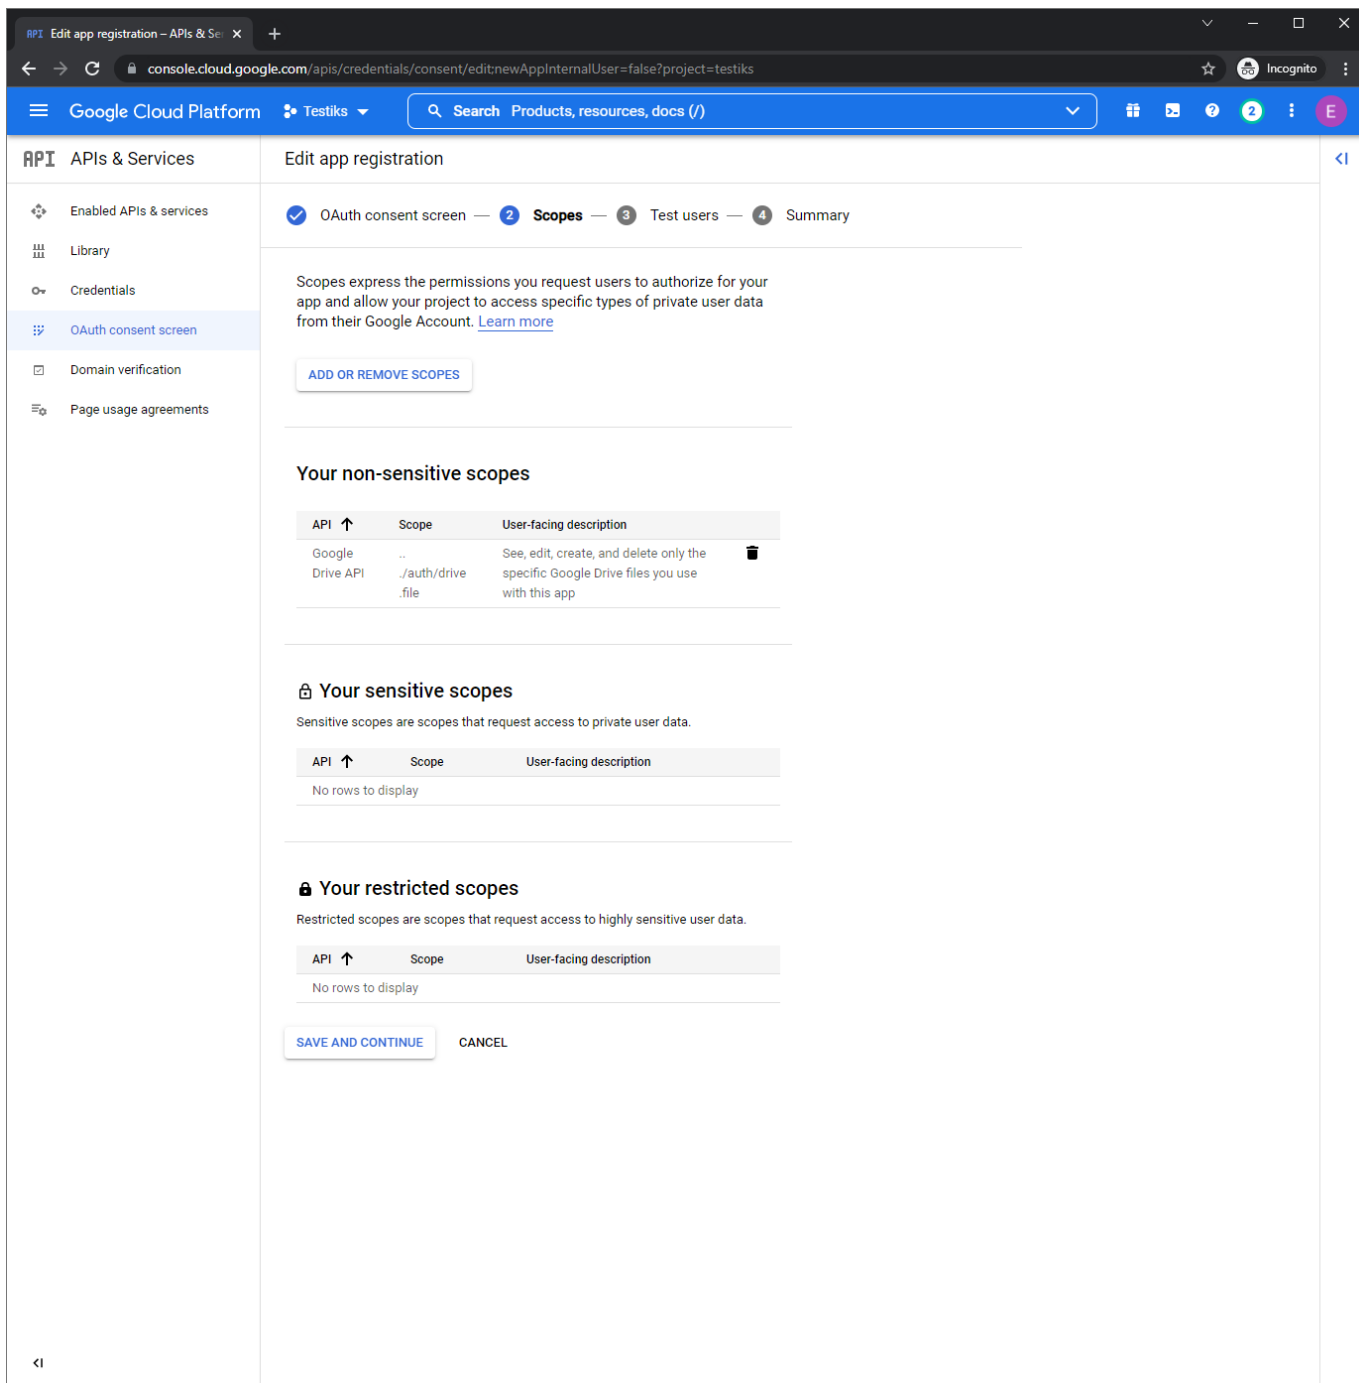 API Edit app registration – APIs & Se
console.cloud.google.com/apis/credentials/consent/edit;newAppInternalUser=false?project=testiks
Incognito
Google Cloud Platform
Testiks
Search Products, resources, docs (/)
2
E
API APIs & Services
Edit app registration
Enabled APIs & services
Library
Credentials
OAuth consent screen
Domain verification
Page usage agreements
OAuth consent screen — 2 Scopes — 3 Test users — 4 Summary
Scopes express the permissions you request users to authorize for your
app and allow your project to access specific types of private user data
from their Google Account. Learn more
ADD OR REMOVE SCOPES
Your non-sensitive scopes
API Scope User-facing description
Google .. See, edit, create, and delete only the
Drive API ./auth/drive specific Google Drive files you use
.file with this app
Your sensitive scopes
Sensitive scopes are scopes that request access to private user data.
API Scope User-facing description
No rows to display
Your restricted scopes
Restricted scopes are scopes that request access to highly sensitive user data.
API Scope User-facing description
No rows to display
SAVE AND CONTINUE CANCEL